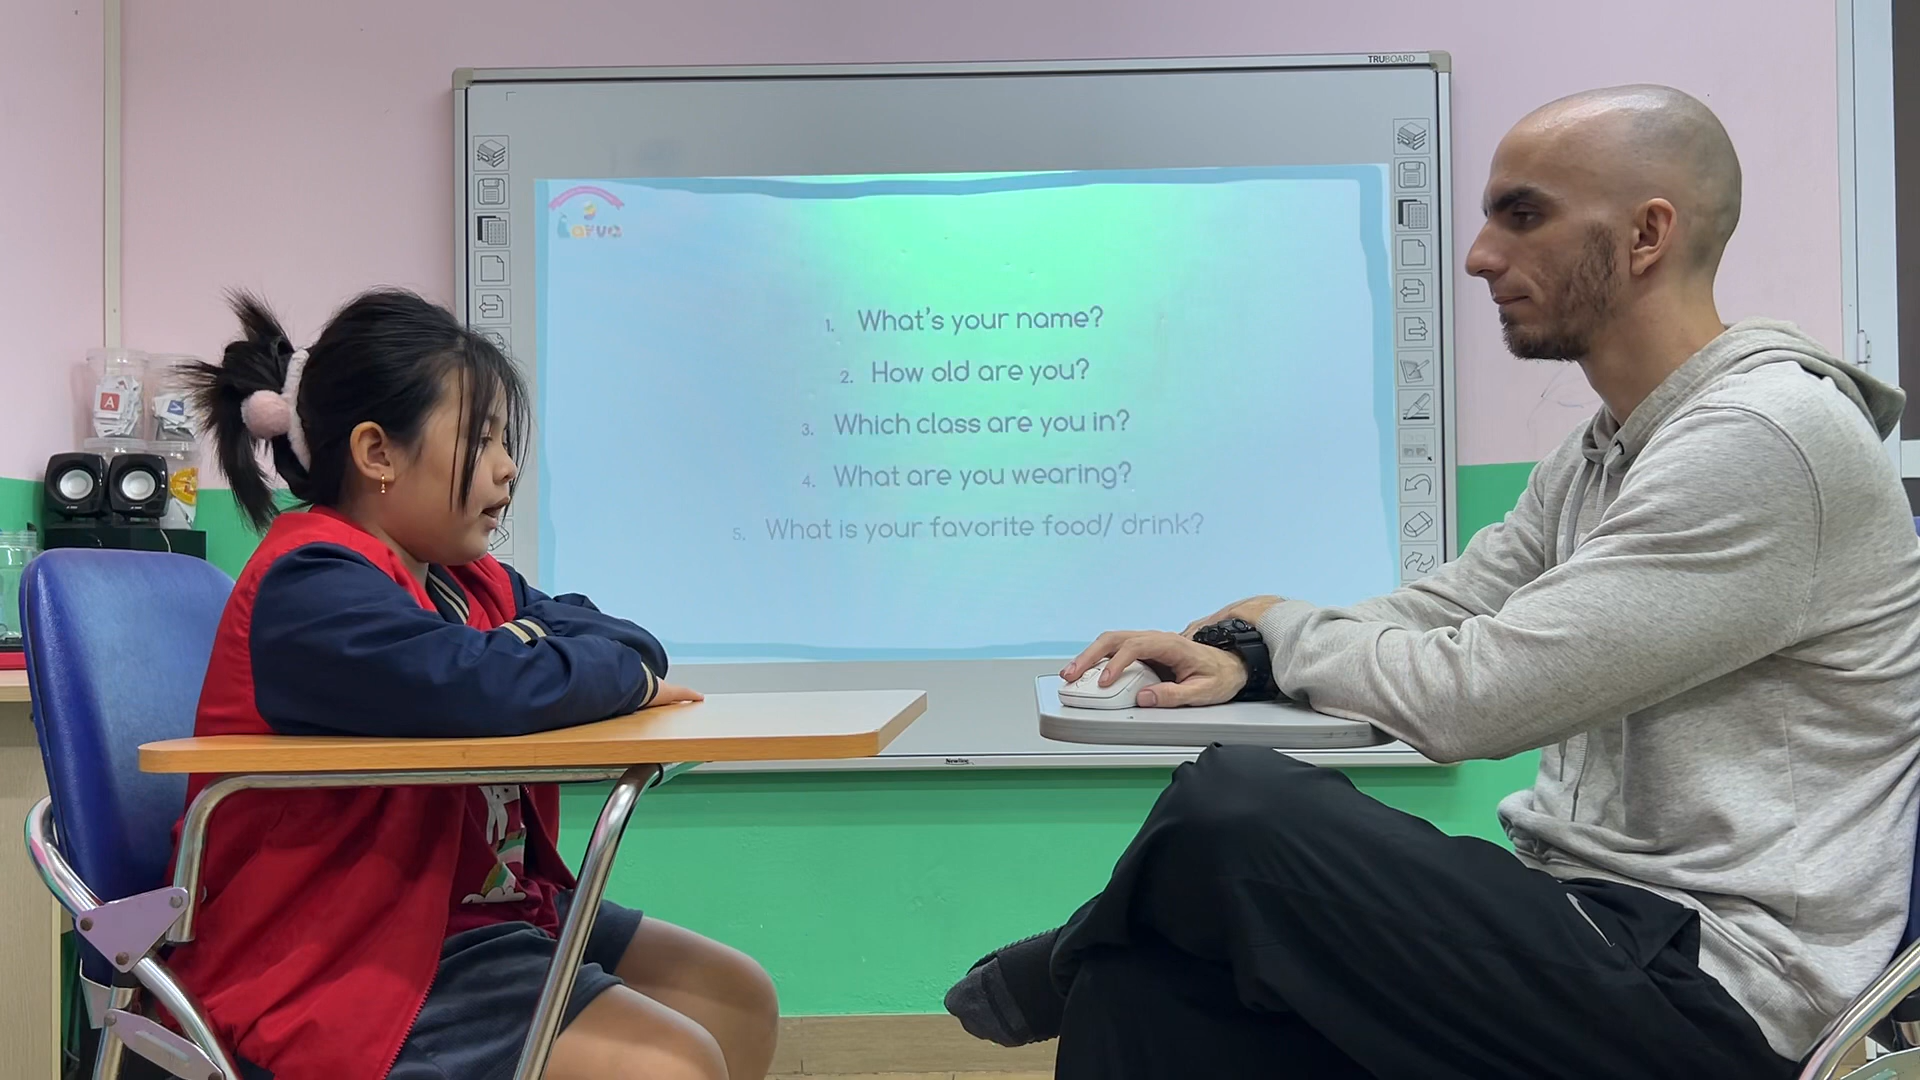 TRUBOARD
1. What's your name?
2. How old are you?
3. Which class are you in?
4. What are you wearing?
5. What is your favorite food/ drink?
A
Newline